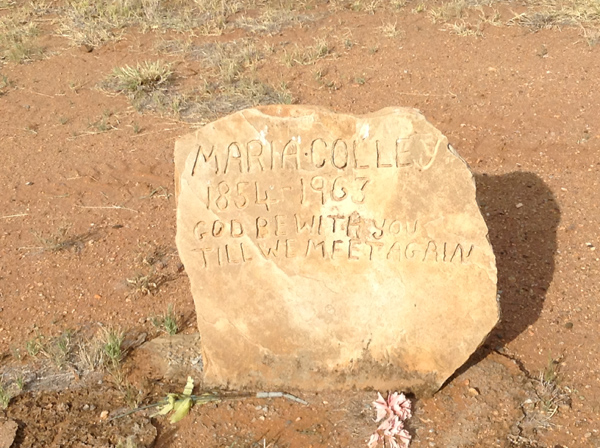 MARIA·COLLEY
1854-1963
GOD BE WITH YOU
TILL WE MEET AGAIN